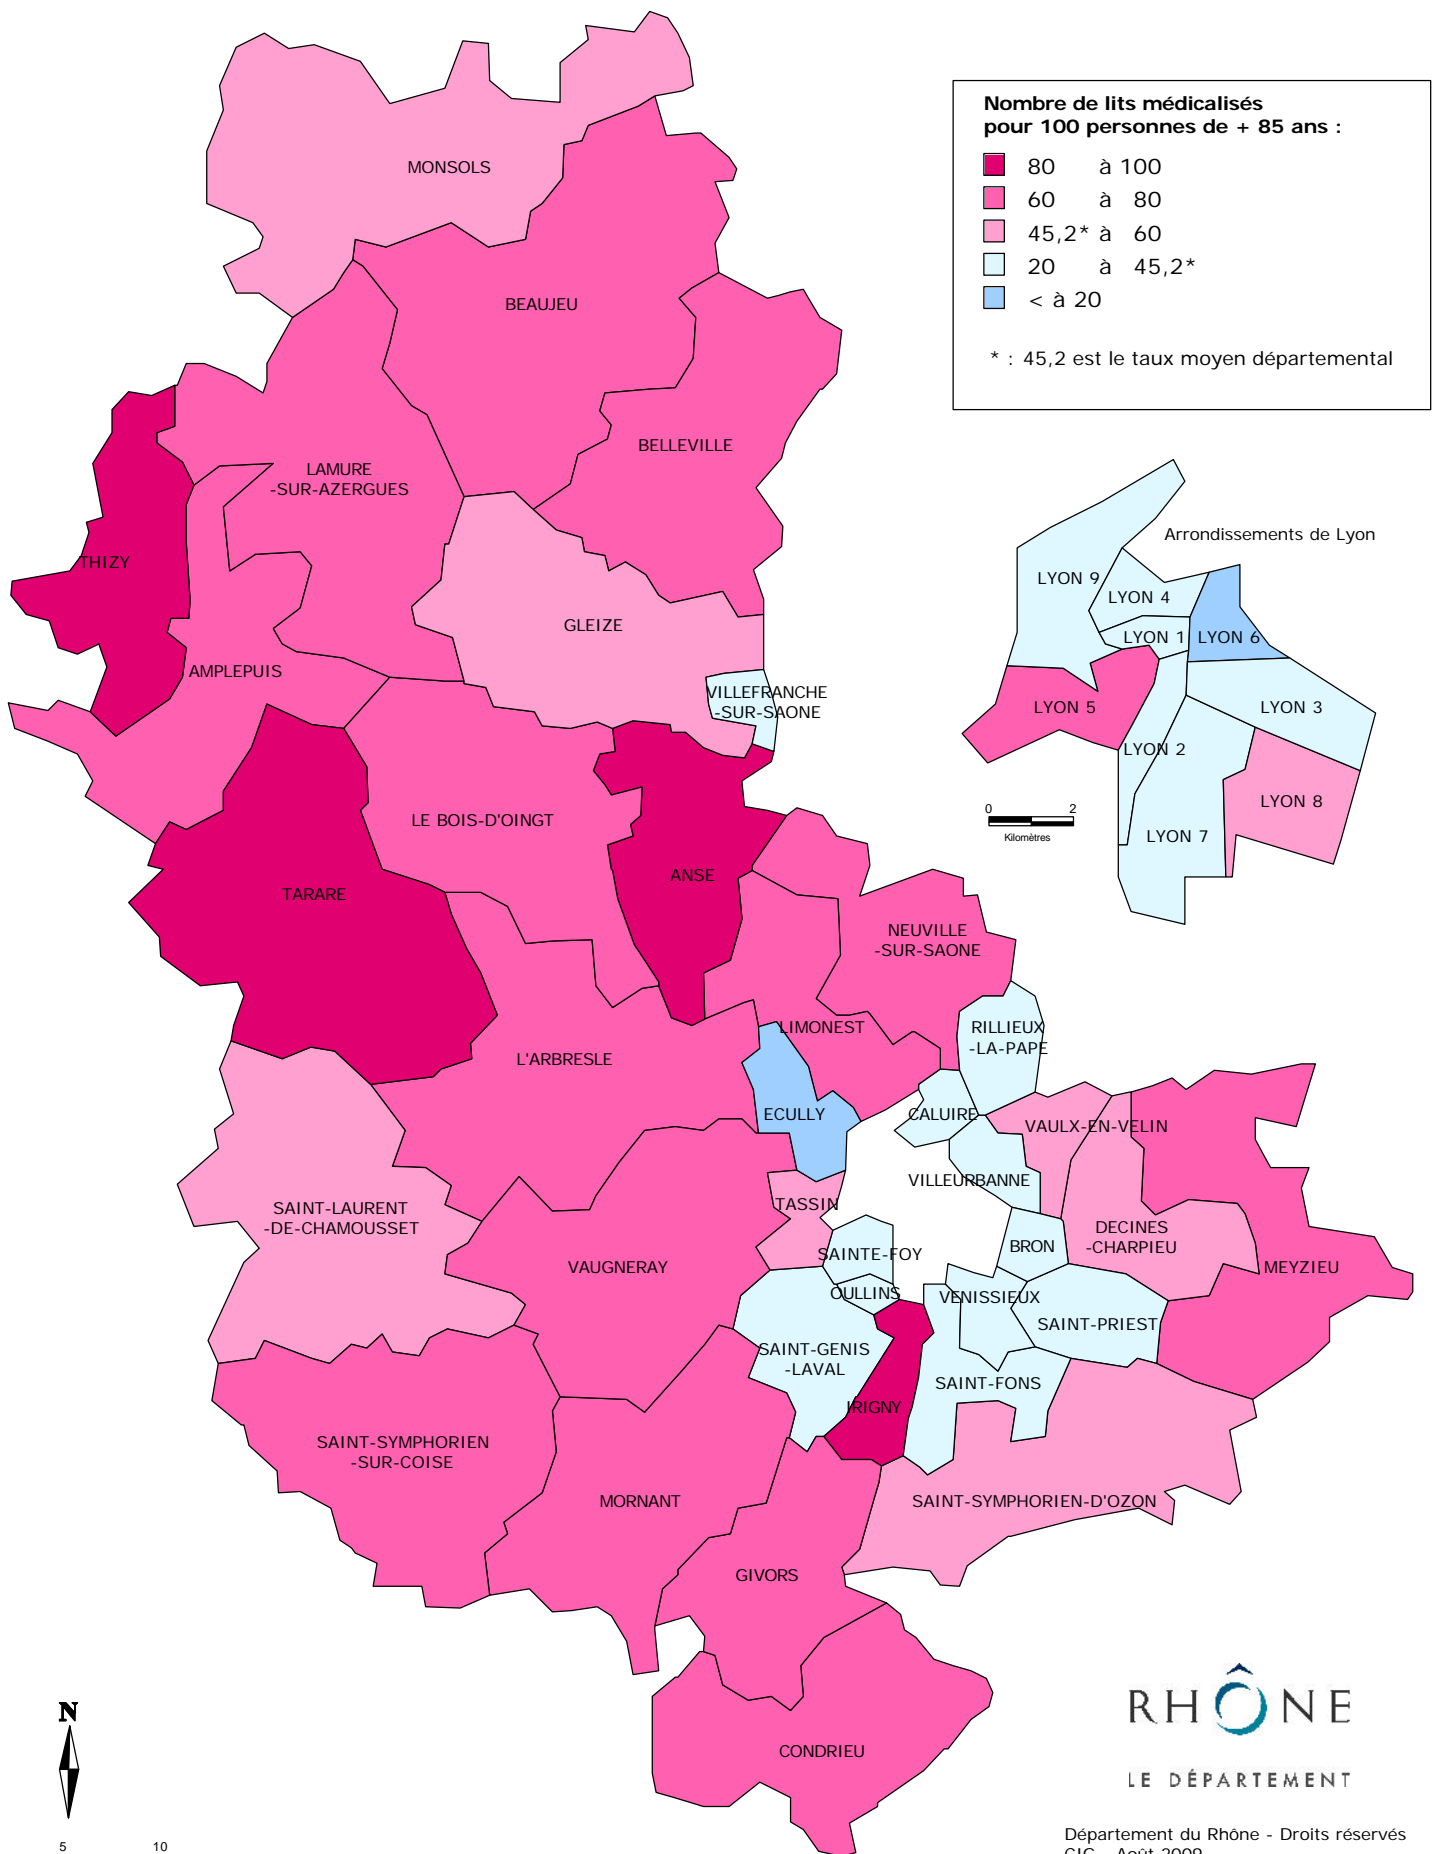 Nombre de lits médicalisés
pour 100 personnes de + 85 ans :
80 à 100
60 à 80
45,2* à 60
20 à 45,2*
< à 20
* : 45,2 est le taux moyen départemental
MONSOLS
BEAUJEU
BELLEVILLE
LAMURE
-SUR-AZERGUES
THIZY
AMPLEPUIS
GLEIZE
VILLEFRANCHE
-SUR-SAONE
LE BOIS-D'OINGT
ANSE
TARARE
NEUVILLE
-SUR-SAONE
LIMONEST
RILLIEUX
-LA-PAPE
L'ARBRESLE
ECULLY
CALUIRE
VAULX-EN-VELIN
VILLEURBANNE
TASSIN
SAINT-LAURENT
-DE-CHAMOUSSET
DECINES
-CHARPIEU
SAINTE-FOY
BRON
VAUGNERAY
MEYZIEU
OULLINS
VENISSIEUX
SAINT-PRIEST
SAINT-GENIS
-LAVAL
SAINT-FONS
IRIGNY
SAINT-SYMPHORIEN
-SUR-COISE
MORNANT
SAINT-SYMPHORIEN-D'OZON
GIVORS
CONDRIEU
Arrondissements de Lyon
LYON 9
LYON 4
LYON 1
LYON 6
LYON 5
LYON 3
LYON 2
LYON 8
LYON 7
0 2
Kilomètres
N
5 10
RHÔNE
LE DÉPARTEMENT
Département du Rhône - Droits réservés
CIG - Août 2009